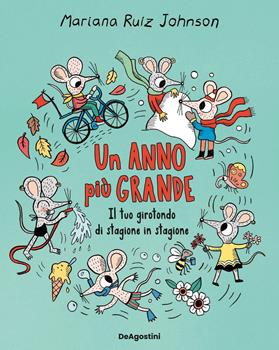 Mariana Ruiz Johnson
Un ANNO
più GRANDE
Il tuo girotondo
di stagione in stagione
DeAgostini